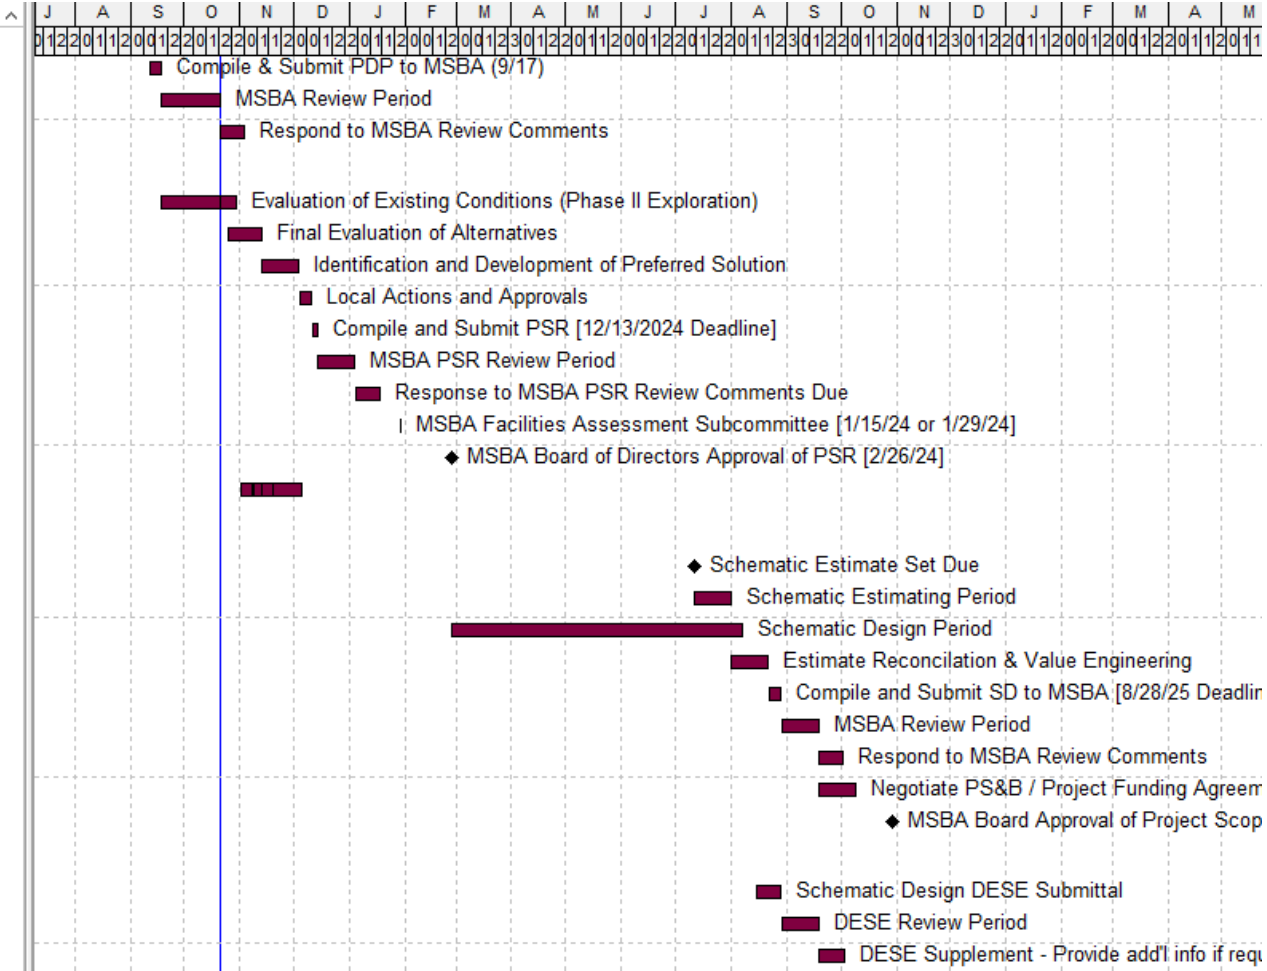 J A S O N D J F M A M J J A S O N D J F M A M
Compile & Submit PDP to MSBA (9/17)
MSBA Review Period
Respond to MSBA Review Comments
Evaluation of Existing Conditions (Phase II Exploration)
Final Evaluation of Alternatives
Identification and Development of Preferred Solution
Local Actions and Approvals
Compile and Submit PSR [12/13/2024 Deadline]
MSBA PSR Review Period
Response to MSBA PSR Review Comments Due
MSBA Facilities Assessment Subcommittee [1/15/24 or 1/29/24]
MSBA Board of Directors Approval of PSR [2/26/24]
Schematic Estimate Set Due
Schematic Estimating Period
Schematic Design Period
Estimate Reconcilation & Value Engineering
Compile and Submit SD to MSBA [8/28/25 Deadlin
MSBA Review Period
Respond to MSBA Review Comments
Negotiate PS&B / Project Funding Agreem
MSBA Board Approval of Project Scop
Schematic Design DESE Submittal
DESE Review Period
DESE Supplement - Provide add'l info if requ